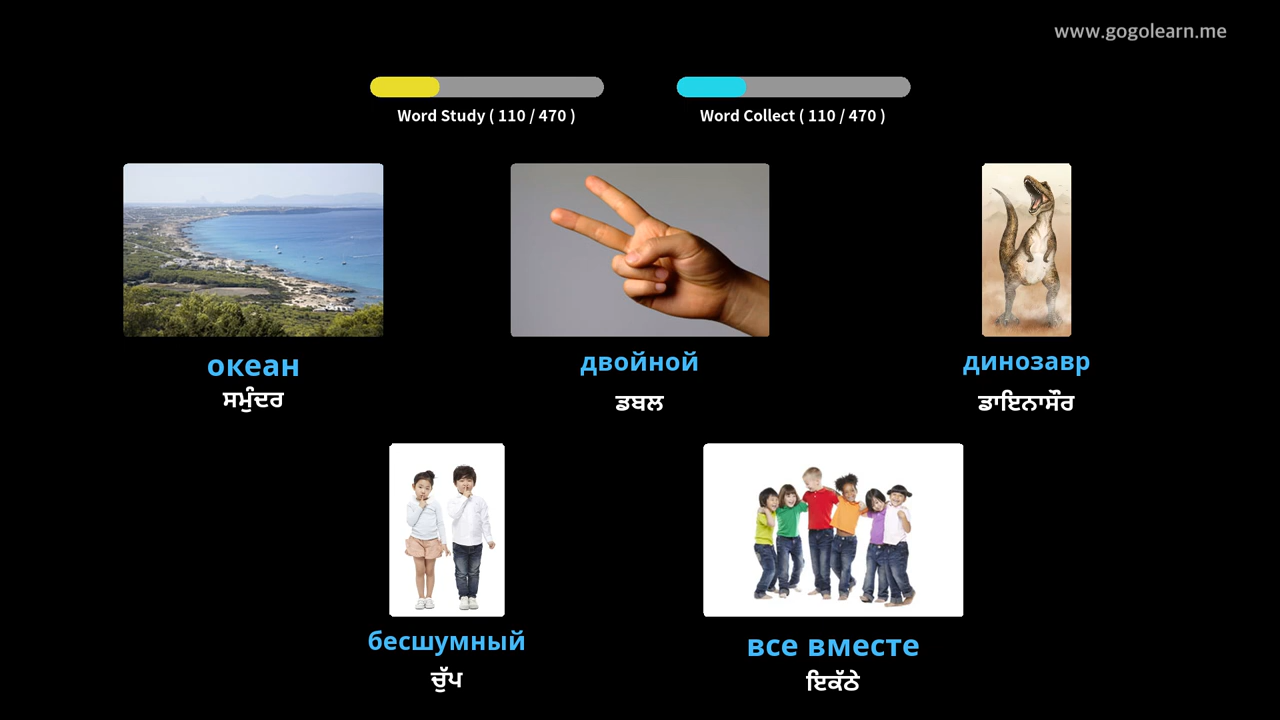 www.gogolearn.me
Word Study ( 110 / 470 )
Word Collect ( 110 / 470 )
океан
ਸਮੁੰਦਰ
двойной
ਡਬਲ
динозавр
ਡਾਇਨਾਸੌਰ
бесшумный
ਚੁੱਪ
все вместе
ਇਕੱਠੇ